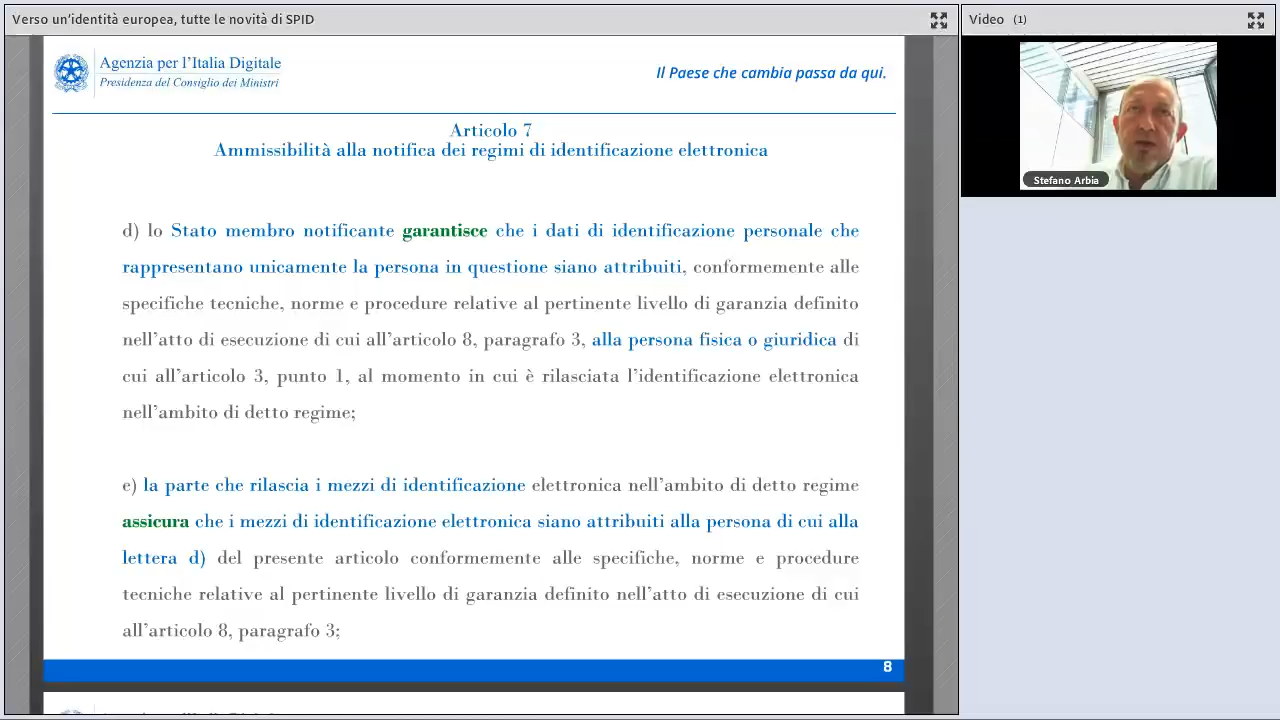 Verso un'identità europea, tutte le novità di SPID
Video (1)
Agenzia per l'Italia Digitale
Presidenza del Consiglio dei Ministri
Il Paese che cambia passa da qui.
Articolo 7
Ammissibilità alla notifica dei regimi di identificazione elettronica
d) lo Stato membro notificante garantisce che i dati di identificazione personale che
rappresentano unicamente la persona in questione siano attribuiti, conformemente alle
specifiche tecniche, norme e procedure relative al pertinente livello di garanzia definito
nell'atto di esecuzione di cui all'articolo 8, paragrafo 3, alla persona fisica o giuridica di
cui all'articolo 3, punto 1, al momento in cui è rilasciata l'identificazione elettronica
nell'ambito di detto regime;
e) la parte che rilascia i mezzi di identificazione elettronica nell'ambito di detto regime
assicura che i mezzi di identificazione elettronica siano attribuiti alla persona di cui alla
lettera d) del presente articolo conformemente alle specifiche, norme e procedure
tecniche relative al pertinente livello di garanzia definito nell'atto di esecuzione di cui
all'articolo 8, paragrafo 3;
8
Stefano Arbia